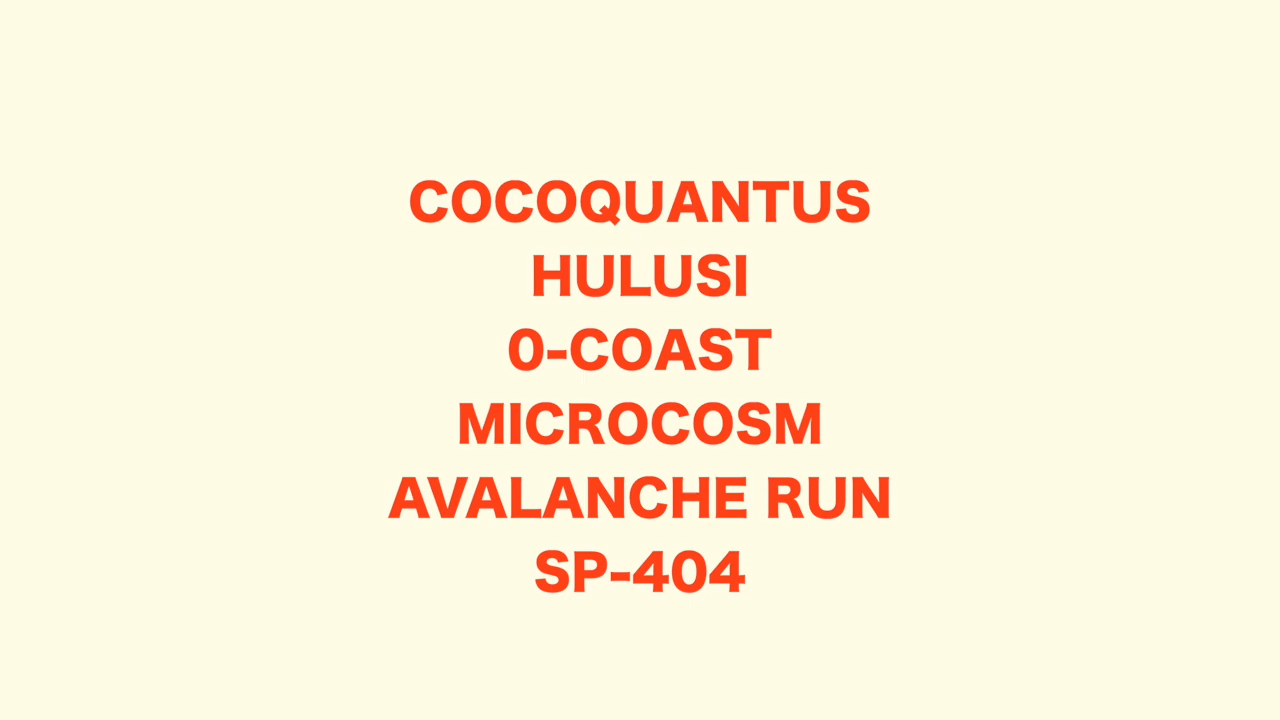 COCOQUANTUS
HULUSI
0-COAST
MICROCOSM
AVALANCHE RUN
SP-404